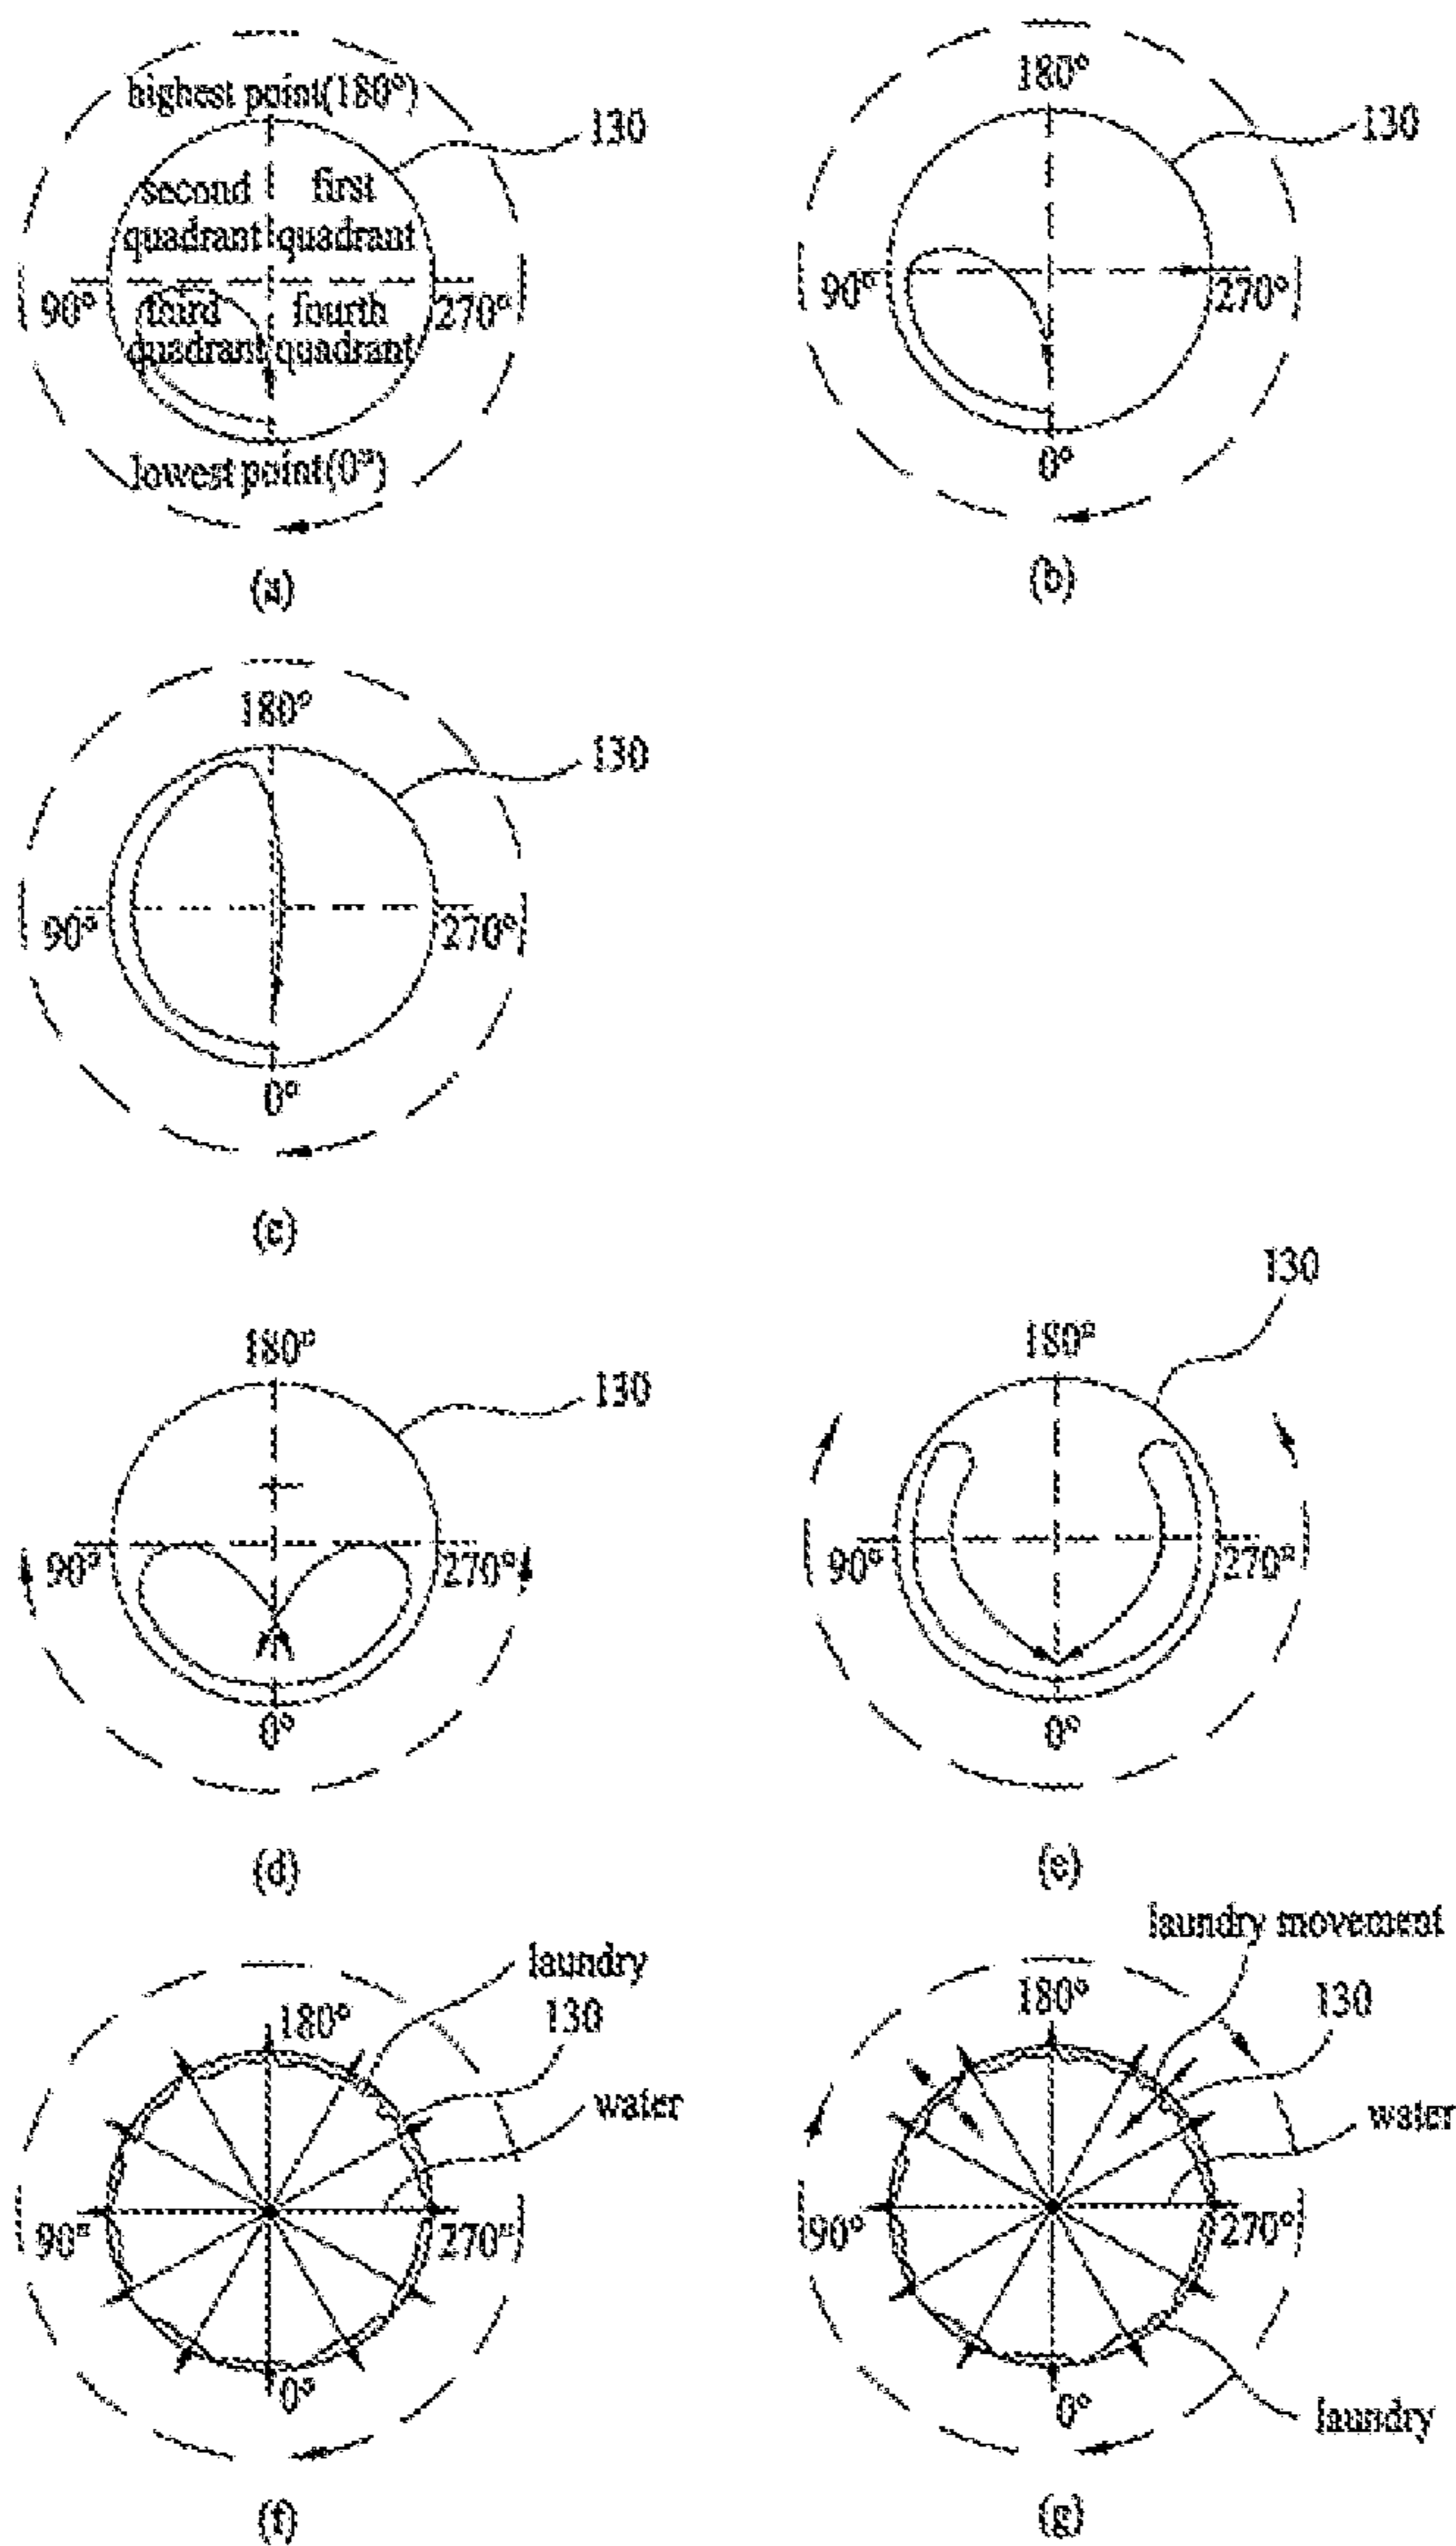 highest point(180°)
130
second first
quadrant quadrant
90° 270°
third fourth
quadrant quadrant
lowest point(0°)
(a)
180°
130
90° 270°
0°
(b)
180°
130
90° 270°
0°
(c)
180°
130
90° 270°
0°
(d)
130
180°
90° 270°
0°
(e)
laundry
130
180°
water
90° 270°
0°
(f)
laundry movement
180°
130
water
90° 270°
0°
laundry
(g)